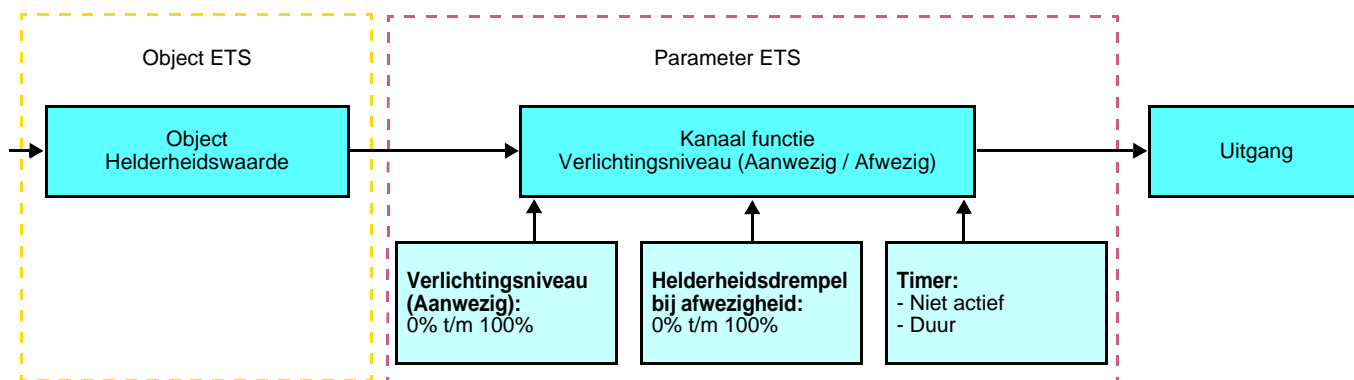 Object ETS
Parameter ETS
Object
Helderheidswaarde
Kanaal functie
Verlichtingsniveau (Aanwezig / Afwezig)
Uitgang
Verlichtingsniveau
(Aanwezig):
0% t/m 100%
Helderheidsdrempel
bij afwezigheid:
0% t/m 100%
Timer:
- Niet actief
- Duur